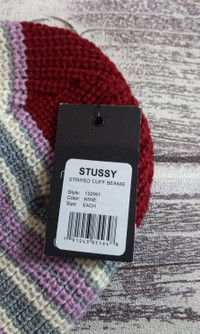 STUSSY
STRIPED CUFF BEANIE
Style: 132991
Color: WINE
Size: EACH